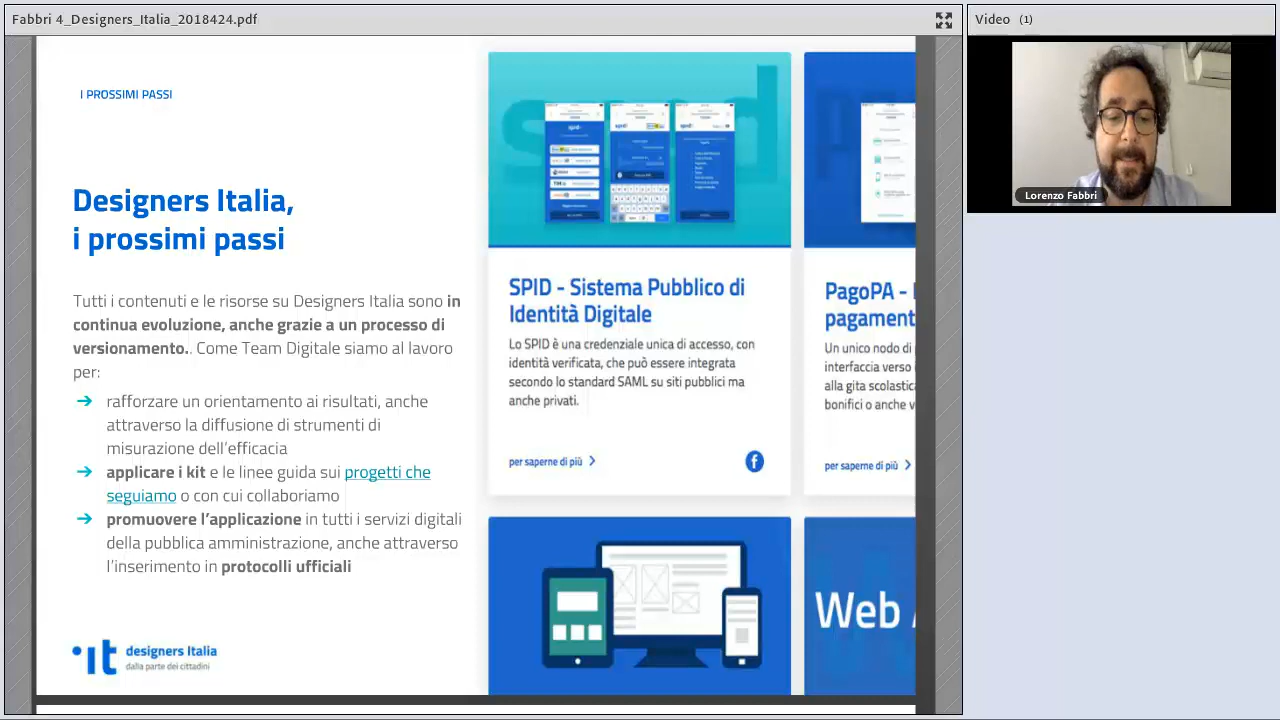 Fabbri 4_Designers_Italia_2018424.pdf
Video (1)
Lorenzo Fabbri
I PROSSIMI PASSI
Designers Italia,
i prossimi passi
Tutti i contenuti e le risorse su Designers Italia sono in
continua evoluzione, anche grazie a un processo di
versionamento.. Come Team Digitale siamo al lavoro
per:
➔ rafforzare un orientamento ai risultati, anche
attraverso la diffusione di strumenti di
misurazione dell'efficacia
➔ applicare i kit e le linee guida sui progetti che
seguiamo o con cui collaboriamo
➔ promuovere l'applicazione in tutti i servizi digitali
della pubblica amministrazione, anche attraverso
l'inserimento in protocolli ufficiali
designers italia
dalla parte dei cittadini
SPID - Sistema Pubblico di
Identità Digitale
Lo SPID è una credenziale unica di accesso, con
identità verificata, che può essere integrata
secondo lo standard SAML su siti pubblici ma
anche privati.
per saperne di più
PagoPA -
pagament
Un unico nodo di
interfaccia verso
alla gita scolastic
bonifici o anche v
per saperne di più
Web